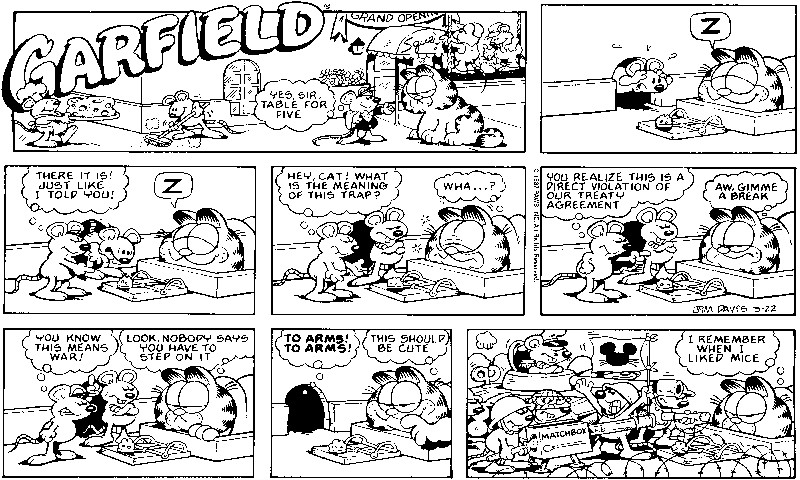 GARFIELD
GRAND OPENING
YES, SIR.
TABLE FOR
FIVE
Z
THERE IT IS!
JUST LIKE
I TOLD YOU!
Z
HEY, CAT! WHAT
IS THE MEANING
OF THIS TRAP?
WHA...?
YOU REALIZE THIS IS A
DIRECT VIOLATION OF
OUR TREATY
AGREEMENT
AW, GIMME
A BREAK
JIM DAVIS 3-22
YOU KNOW
THIS MEANS
WAR!
LOOK, NOBODY SAYS
YOU HAVE TO
STEP ON IT
TO ARMS!
TO ARMS!
THIS SHOULD
BE CUTE
MATCHBOX
I REMEMBER
WHEN I
LIKED MICE